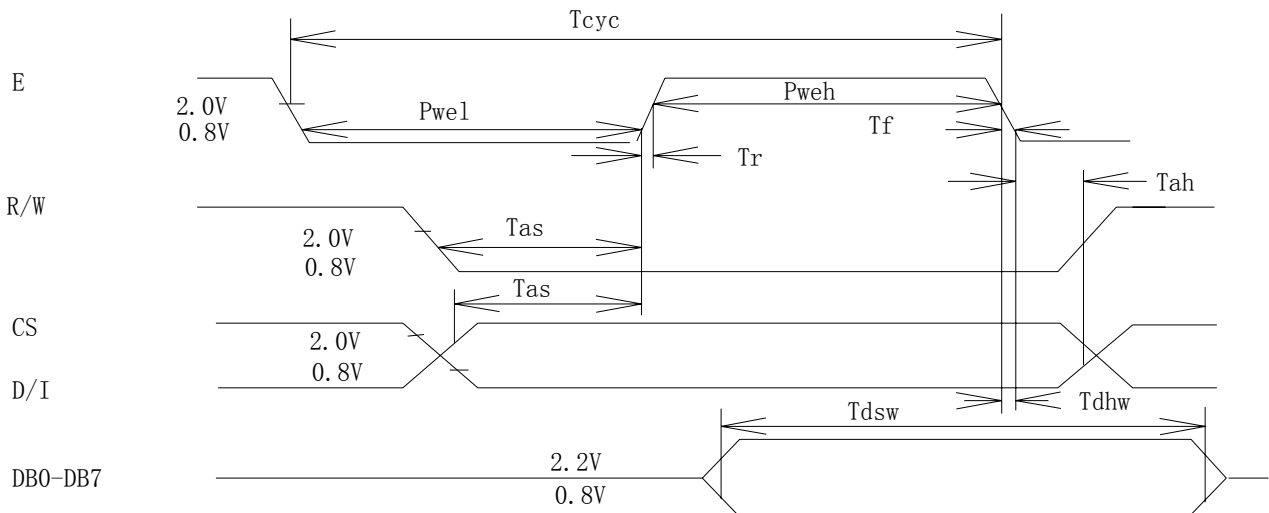 Tcyc
E
2.0V
Pweh
Pwel
0.8V
Tf
Tr
Tah
R/W
Tas
2.0V
0.8V
Tas
CS
2.0V
0.8V
D/I
Tdsw
Tdhw
DB0-DB7
2.2V
0.8V